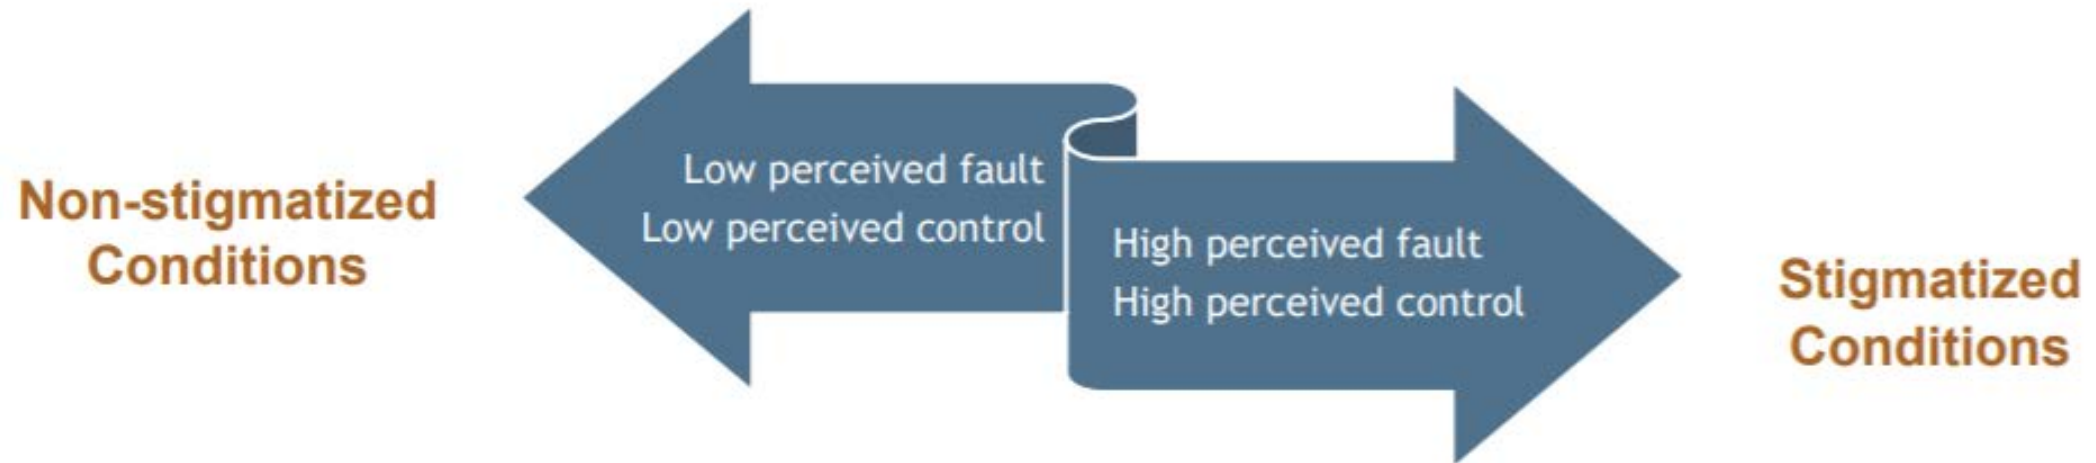 Non-stigmatized
Conditions
Low perceived fault
Low perceived control
High perceived fault
High perceived control
Stigmatized
Conditions